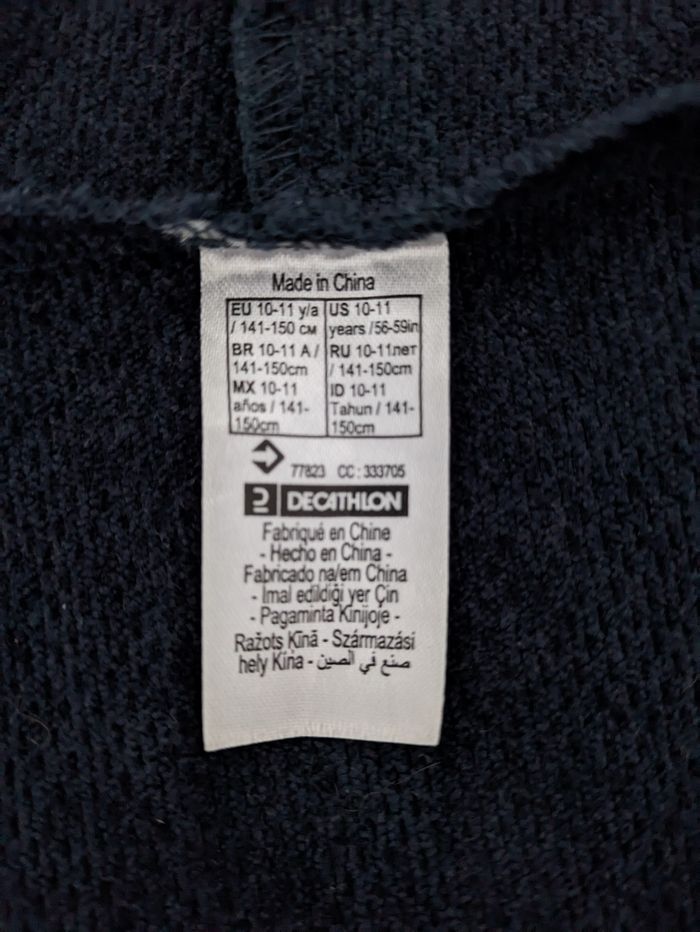 Made in China
EU 10-11 y/a
/ 141-150 см
BR 10-11 A /
141-150cm
MX 10-11
años / 141-
150cm
US 10-11
years /56-59in
RU 10-11лет
/ 141-150cm
ID 10-11
Tahun / 141-
150cm
77823 CC : 333705
DECATHLON
Fabriqué en Chine
- Hecho en China -
Fabricado na/em China
- Imal edildiği yer Çin
- Pagaminta Kinijoje -
Ražots Ķīnā - Származási
hely Kína - صنع في الصين